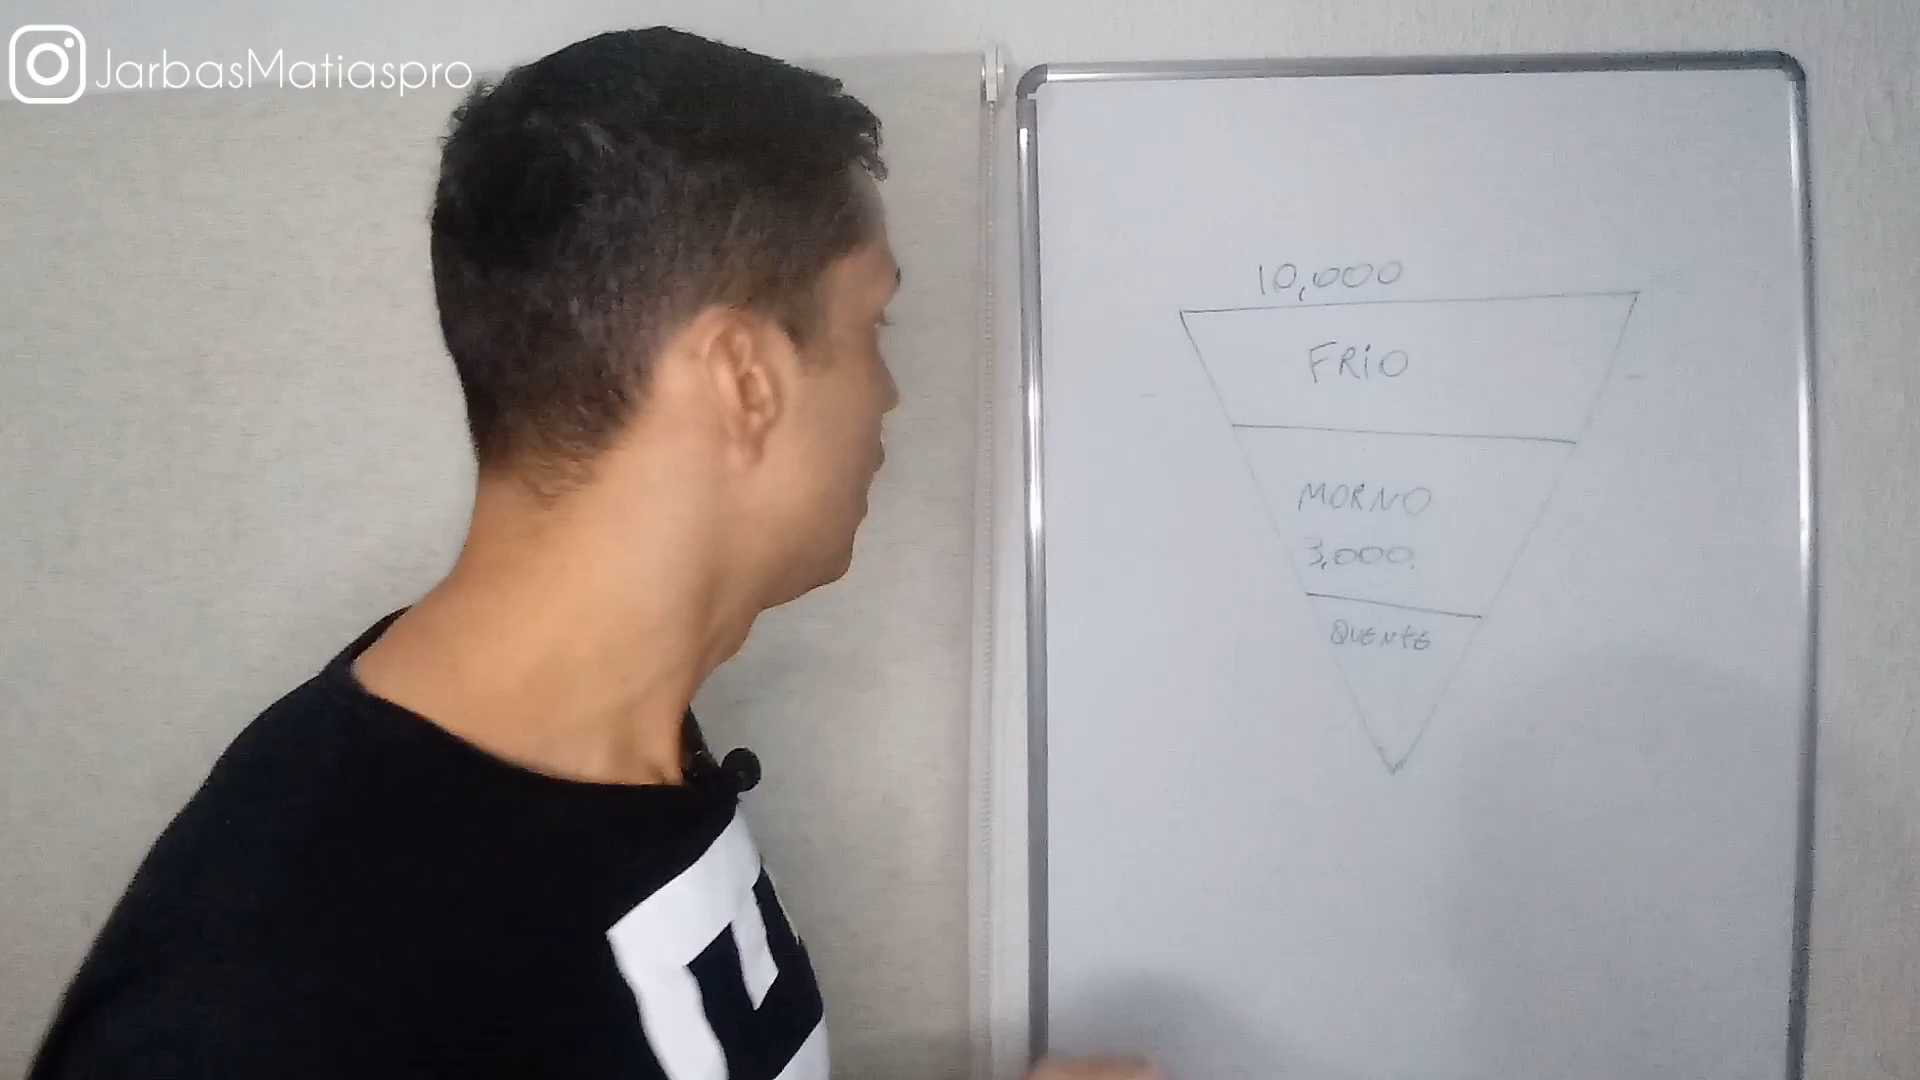 JarbasMatiaspro
10,000
FRiO
MORNO
3,000.
QUENtE